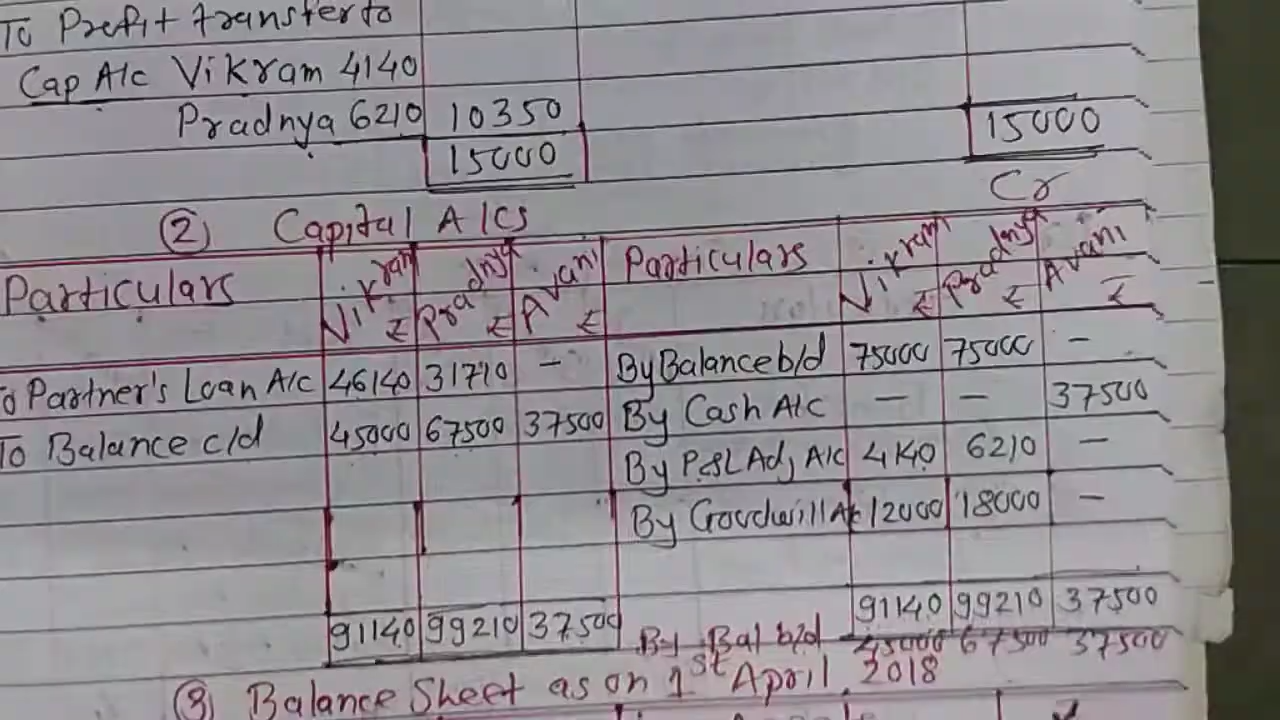 To Profit transfer to
Cap A/c Vikram 4140
Pradnya 6210 10350
15000 15000
Cr
② Capital A/Cs
Particulars Vikram ₹ Pradnya ₹ Avani ₹ Particulars Vikram ₹ Pradnya ₹ Avani ₹
To Partner's Loan A/c 46140 31710 — By Balance b/d 75000 75000 —
To Balance c/d 45000 67500 37500 By Cash A/c — — 37500
By P&L Adj A/c 4140 6210 —
By Goodwill A/c 12000 18000 —
91140 99210 37500 91140 99210 37500
By Bal b/d 45000 67500 37500
③ Balance Sheet as on 1st April 2018